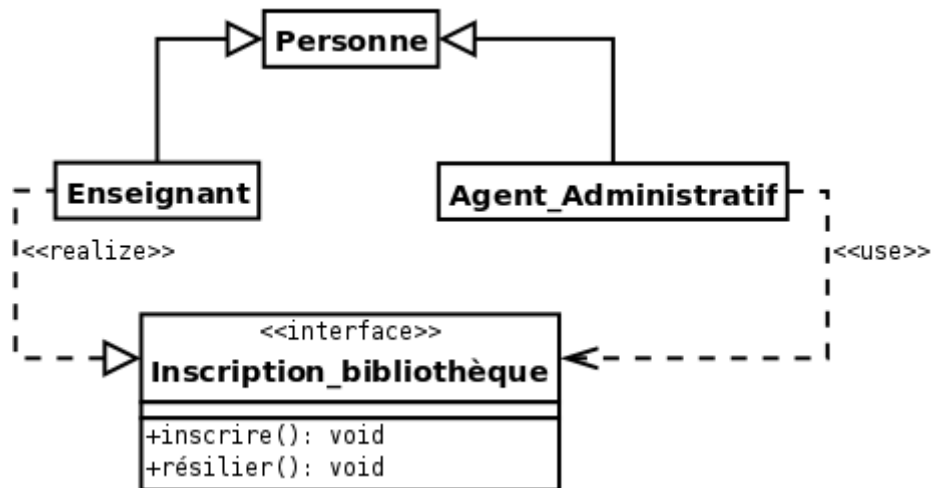 Personne
Enseignant
Agent_Administratif
<<realize>>
<<use>>
<<interface>>
Inscription_bibliothèque
+inscrire(): void
+résilier(): void